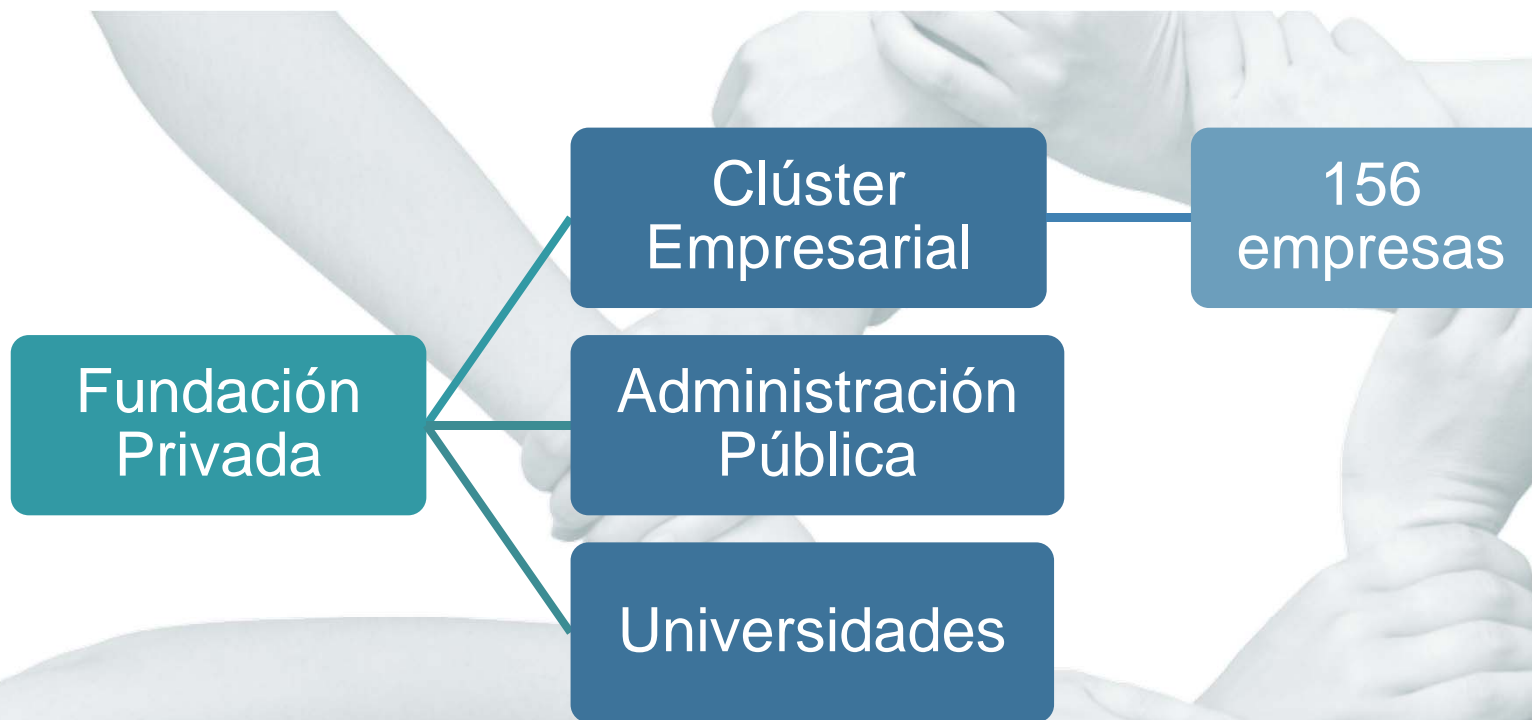 Clúster
Empresarial
156
empresas
Fundación
Privada
Administración
Pública
Universidades